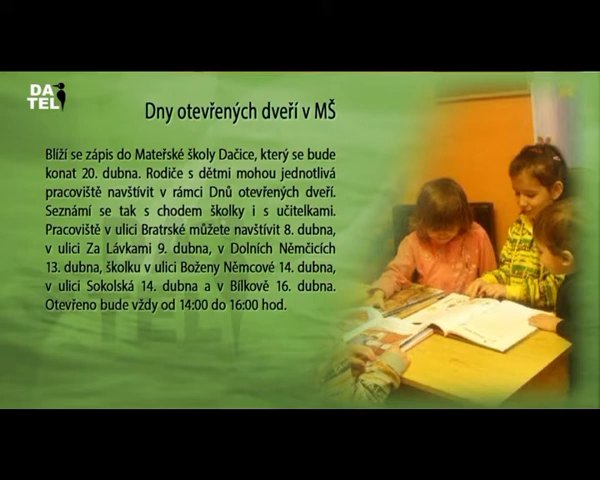 DA
TEL
Dny otevřených dveří v MŠ
Blíží se zápis do Mateřské školy Dačice, který se bude
konat 20. dubna. Rodiče s dětmi mohou jednotlivá
pracoviště navštívit v rámci Dnů otevřených dveří.
Seznámí se tak s chodem školky i s učitelkami.
Pracoviště v ulici Bratrské můžete navštívit 8. dubna,
v ulici Za Lávkami 9. dubna, v Dolních Němčicích
13. dubna, školku v ulici Boženy Němcové 14. dubna,
v ulici Sokolská 14. dubna a v Bílkově 16. dubna.
Otevřeno bude vždy od 14:00 do 16:00 hod.
TEL